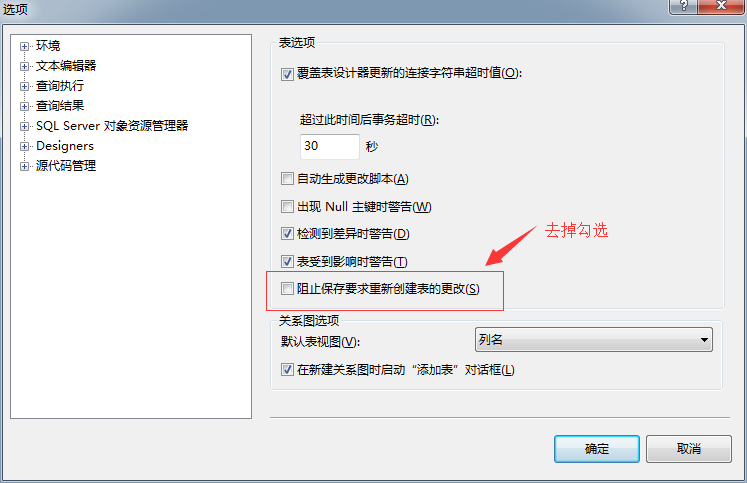 选项
环境
文本编辑器
查询执行
查询结果
SQL Server 对象资源管理器
Designers
源代码管理
表选项
覆盖表设计器更新的连接字符串超时值(O):
超过此时间后事务超时(R):
30 秒
自动生成更改脚本(A)
出现 Null 主键时警告(W)
检测到差异时警告(D)
表受到影响时警告(T)
去掉勾选
阻止保存要求重新创建表的更改(S)
关系图选项
默认表视图(V):
列名
在新建关系图时启动“添加表”对话框(L)
确定
取消